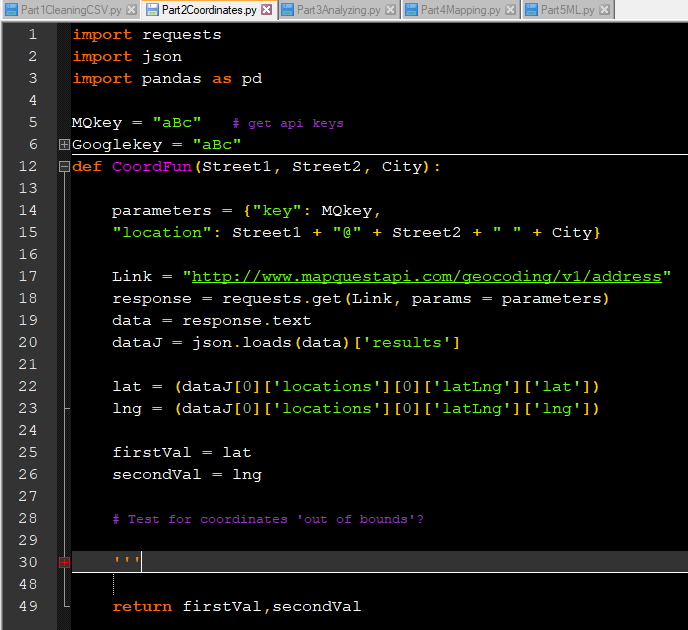 Part1CleaningCSV.py Part2Coordinates.py Part3Analyzing.py Part4Mapping.py Part5ML.py
1 import requests
2 import json
3 import pandas as pd
4
5 MQkey = "aBc" # get api keys
6 Googlekey = "aBc"
12 def CoordFun(Street1, Street2, City):
13
14 parameters = {"key": MQkey,
15 "location": Street1 + "@" + Street2 + " " + City}
16
17 Link = "http://www.mapquestapi.com/geocoding/v1/address"
18 response = requests.get(Link, params = parameters)
19 data = response.text
20 dataJ = json.loads(data)['results']
21
22 lat = (dataJ[0]['locations'][0]['latLng']['lat'])
23 lng = (dataJ[0]['locations'][0]['latLng']['lng'])
24
25 firstVal = lat
26 secondVal = lng
27
28 # Test for coordinates 'out of bounds'?
29
30 '''
48
49 return firstVal,secondVal